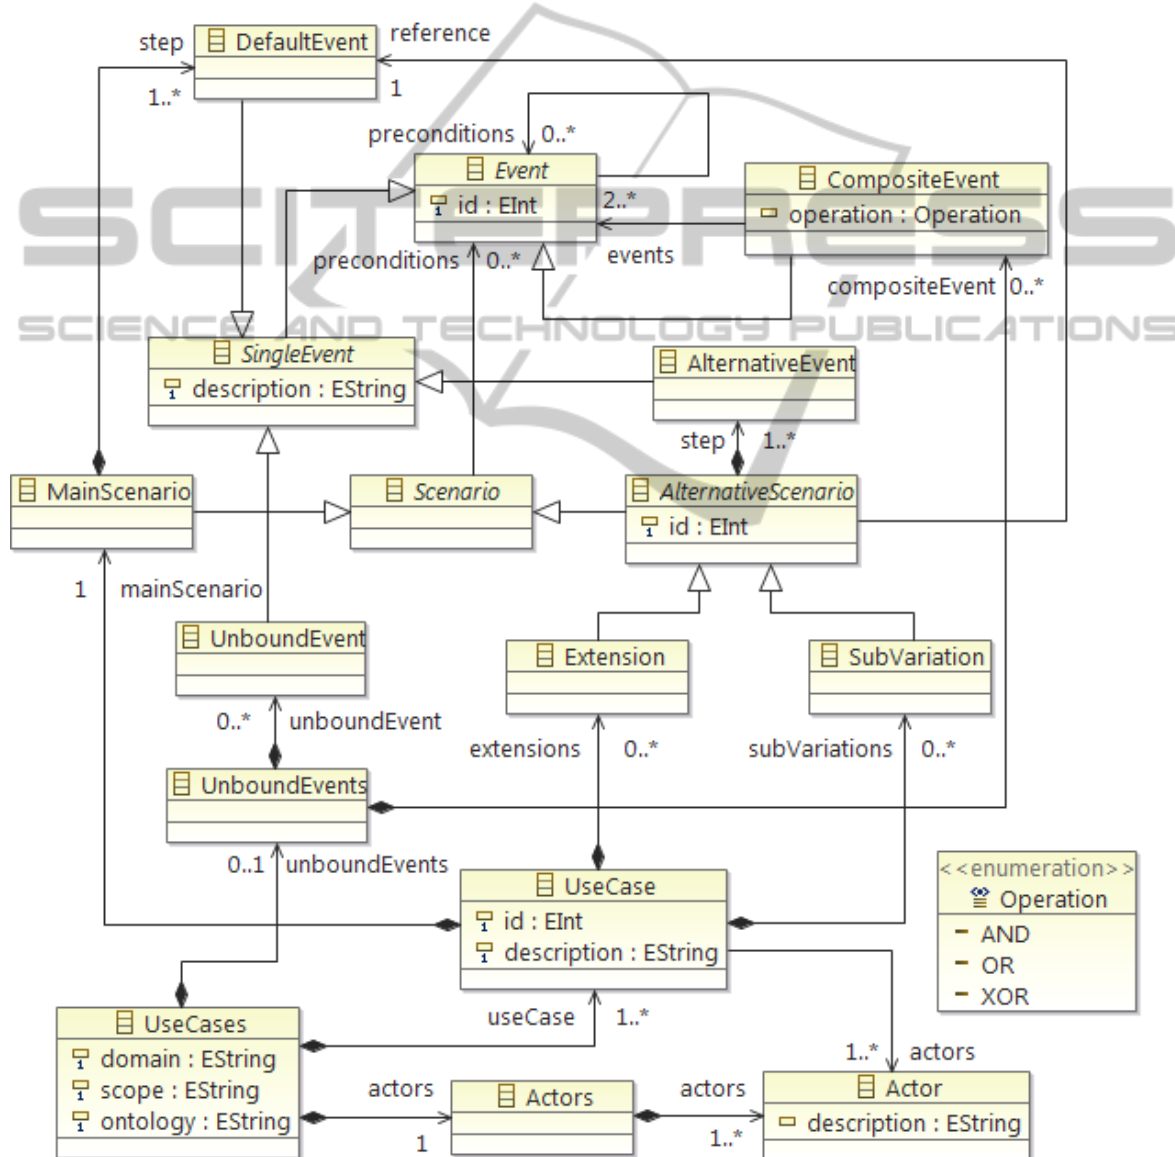 DefaultEvent
step
reference
1..*
1
preconditions
0..*
Event
id : EInt
2..*
CompositeEvent
operation : Operation
preconditions
0..*
events
compositeEvent
0..*
SCITEPRESS
SCIENCE AND TECHNOLOGY PUBLICATIONS
SingleEvent
description : EString
AlternativeEvent
step
1..*
MainScenario
Scenario
AlternativeScenario
id : EInt
1
mainScenario
UnboundEvent
Extension
SubVariation
0..*
unboundEvent
extensions
0..*
subVariations
0..*
UnboundEvents
0..1
unboundEvents
UseCase
id : EInt
description : EString
<<enumeration>>
Operation
AND
OR
XOR
useCase
1..*
UseCases
domain : EString
scope : EString
ontology : EString
actors
1
Actors
actors
1..*
1..*
actors
Actor
description : EString